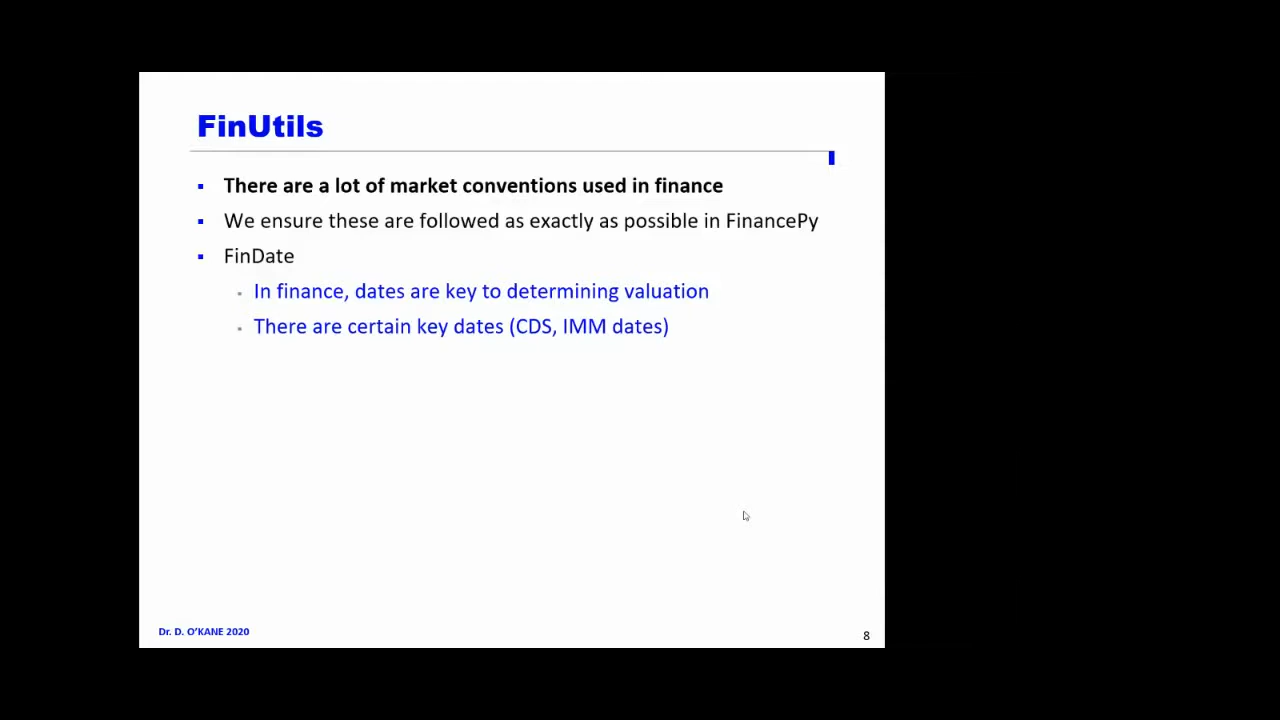 FinUtils
There are a lot of market conventions used in finance
We ensure these are followed as exactly as possible in FinancePy
FinDate
In finance, dates are key to determining valuation
There are certain key dates (CDS, IMM dates)
Dr. D. O'KANE 2020
8